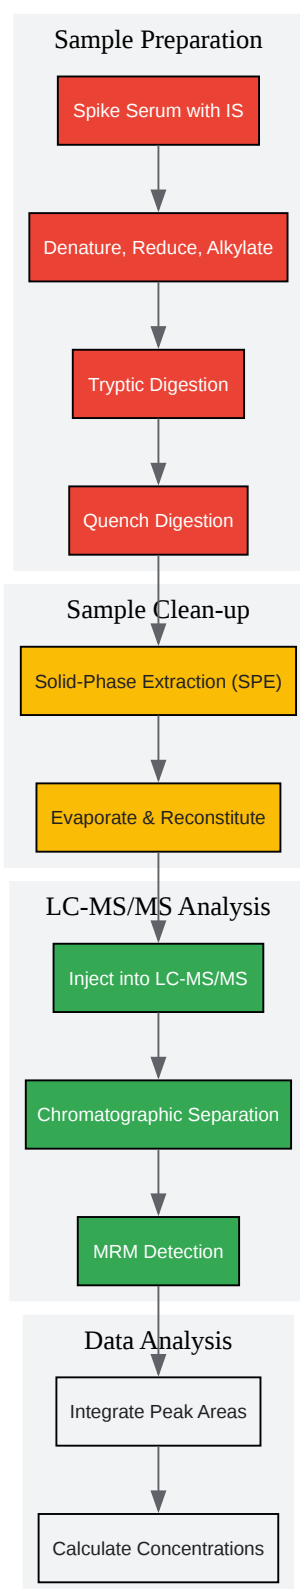 Sample Preparation
Spike Serum with IS
Denature, Reduce, Alkylate
Tryptic Digestion
Quench Digestion
Sample Clean-up
Solid-Phase Extraction (SPE)
Evaporate & Reconstitute
LC-MS/MS Analysis
Inject into LC-MS/MS
Chromatographic Separation
MRM Detection
Data Analysis
Integrate Peak Areas
Calculate Concentrations